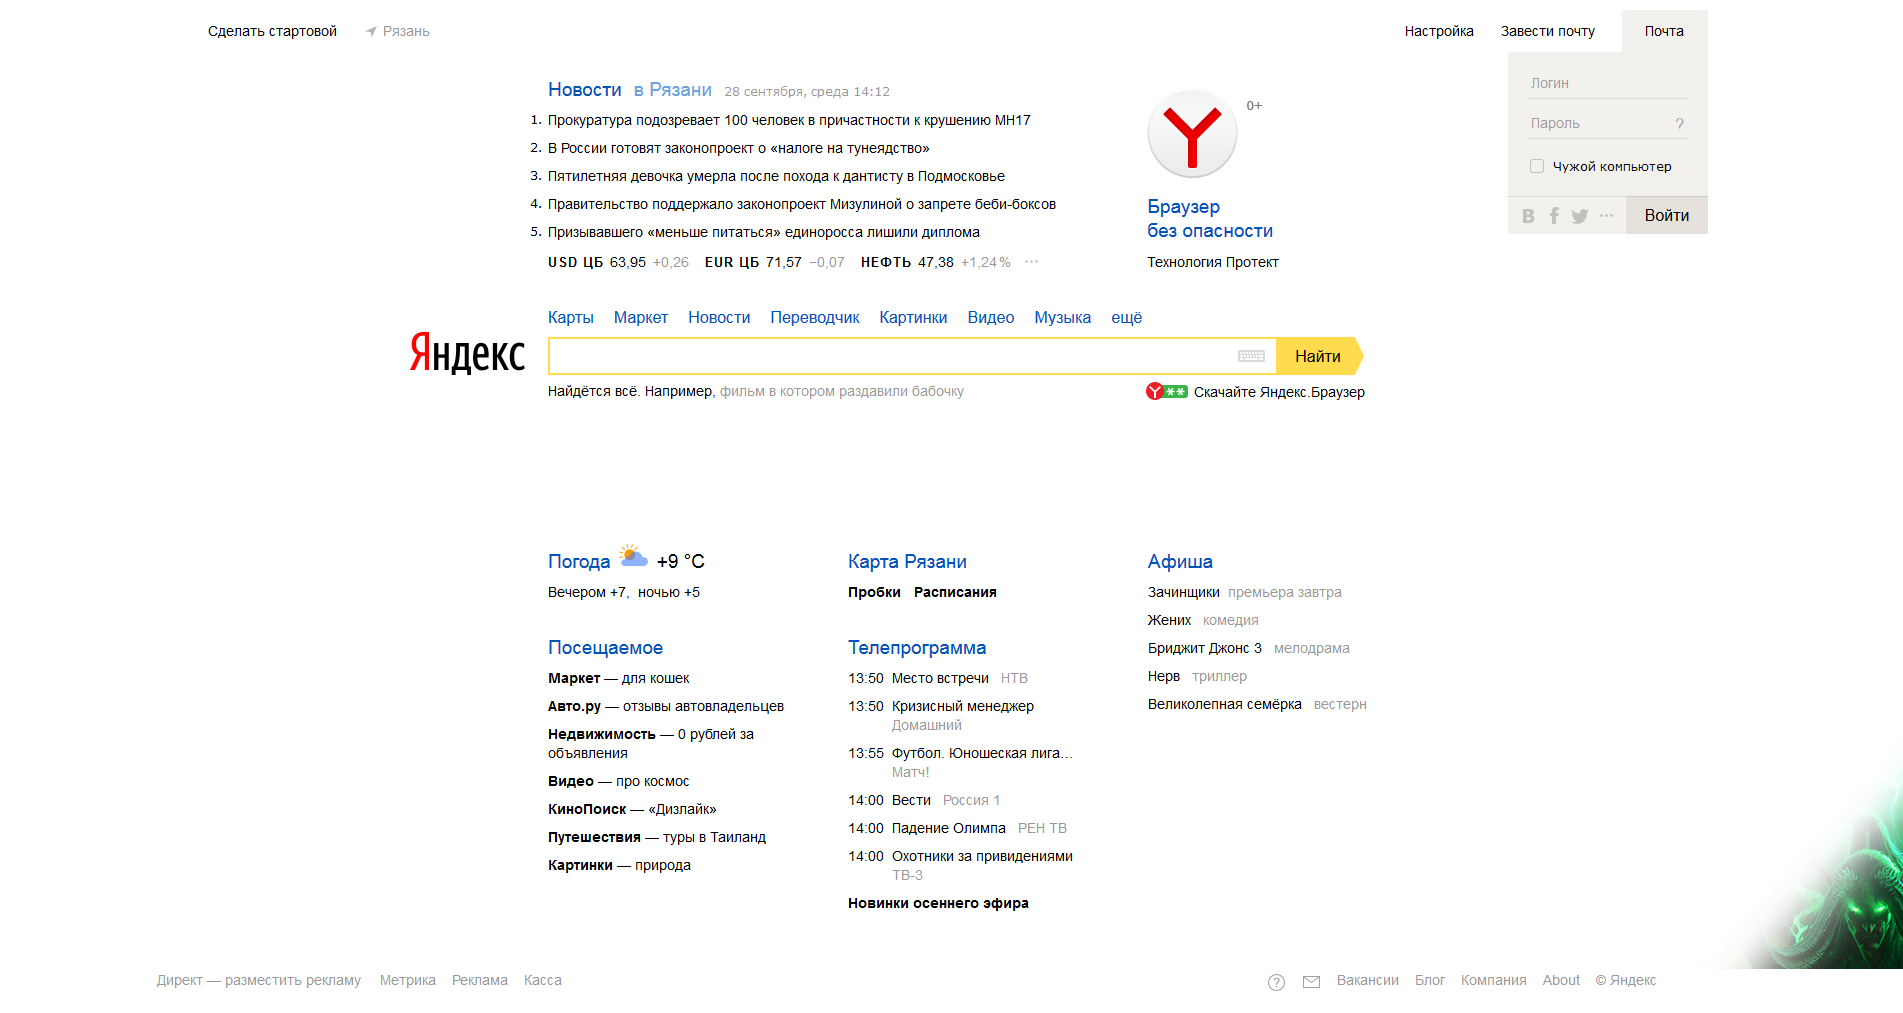 Сделать стартовой Рязань
Настройка Завести почту Почта
Логин
Пароль ?
Чужой компьютер
Войти
Новости в Рязани 28 сентября, среда 14:12
1. Прокуратура подозревает 100 человек в причастности к крушению MH17
2. В России готовят законопроект о «налоге на тунеядство»
3. Пятилетняя девочка умерла после похода к дантисту в Подмосковье
4. Правительство поддержало законопроект Мизулиной о запрете беби-боксов
5. Призывавшего «меньше питаться» единоросса лишили диплома
USD ЦБ 63,95 +0,26 EUR ЦБ 71,57 −0,07 НЕФТЬ 47,38 +1,24% ···
0+
Браузер
без опасности
Технология Протект
Карты Маркет Новости Переводчик Картинки Видео Музыка ещё
Яндекс
Найти
Найдётся всё. Например, фильм в котором раздавили бабочку
Скачайте Яндекс.Браузер
Погода +9 °C
Вечером +7, ночью +5
Посещаемое
Маркет — для кошек
Авто.ру — отзывы автовладельцев
Недвижимость — 0 рублей за
объявления
Видео — про космос
КиноПоиск — «Дизлайк»
Путешествия — туры в Таиланд
Картинки — природа
Карта Рязани
Пробки Расписания
Телепрограмма
13:50 Место встречи НТВ
13:50 Кризисный менеджер
Домашний
13:55 Футбол. Юношеская лига…
Матч!
14:00 Вести Россия 1
14:00 Падение Олимпа РЕН ТВ
14:00 Охотники за привидениями
ТВ-3
Новинки осеннего эфира
Афиша
Зачинщики премьера завтра
Жених комедия
Бриджит Джонс 3 мелодрама
Нерв триллер
Великолепная семёрка вестерн
Директ — разместить рекламу Метрика Реклама Касса
? Вакансии Блог Компания About © Яндекс